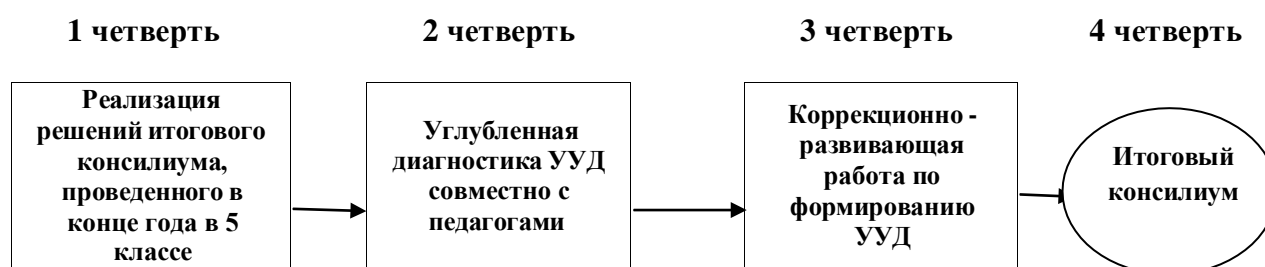 1 четверть
2 четверть
3 четверть
4 четверть
Реализация
решений итогового
консилиума,
проведенного в
конце года в 5
классе
Углубленная
диагностика УУД
совместно с
педагогами
Коррекционно -
развивающая
работа по
формированию
УУД
Итоговый
консилиум